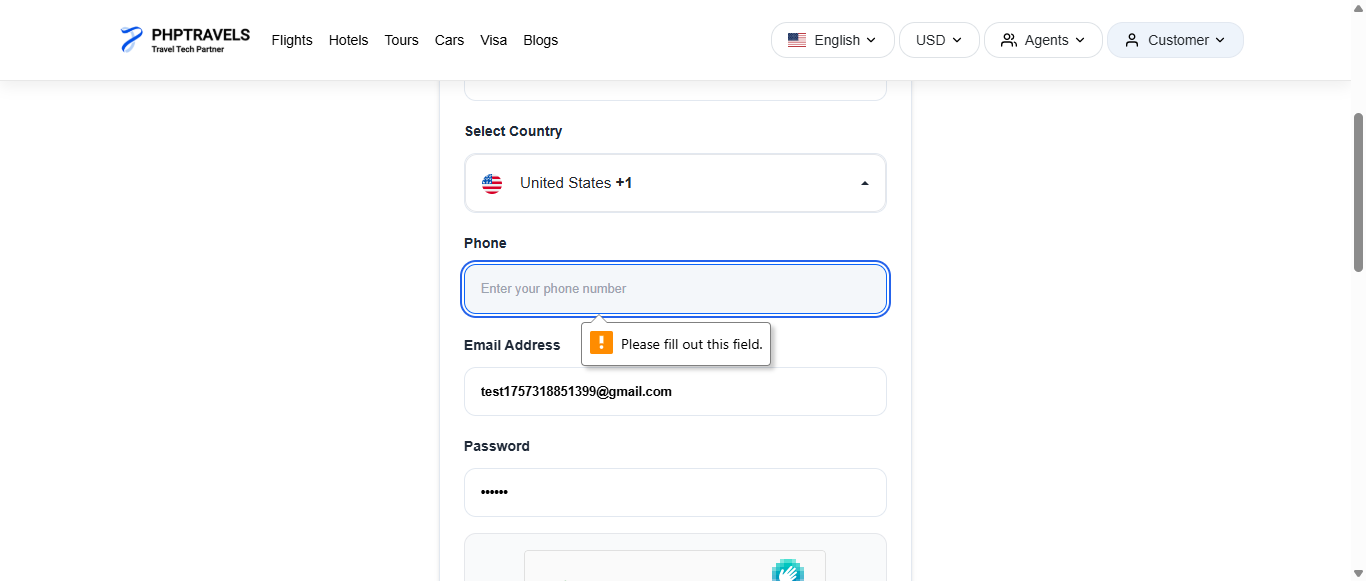 PHPTRAVELS
Travel Tech Partner
Flights Hotels Tours Cars Visa Blogs
English USD Agents Customer
Select Country
United States +1
Phone
Enter your phone number
Please fill out this field.
Email Address
test1757318851399@gmail.com
Password
••••••